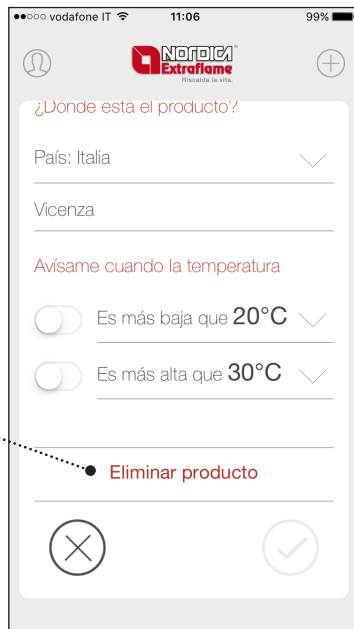 vodafone IT 11:06 99%
NORDICA
Extraflame
Riscalda la vita.
¿Dónde está el producto?
País: Italia
Vicenza
Avísame cuando la temperatura
Es más baja que 20°C
Es más alta que 30°C
Eliminar producto